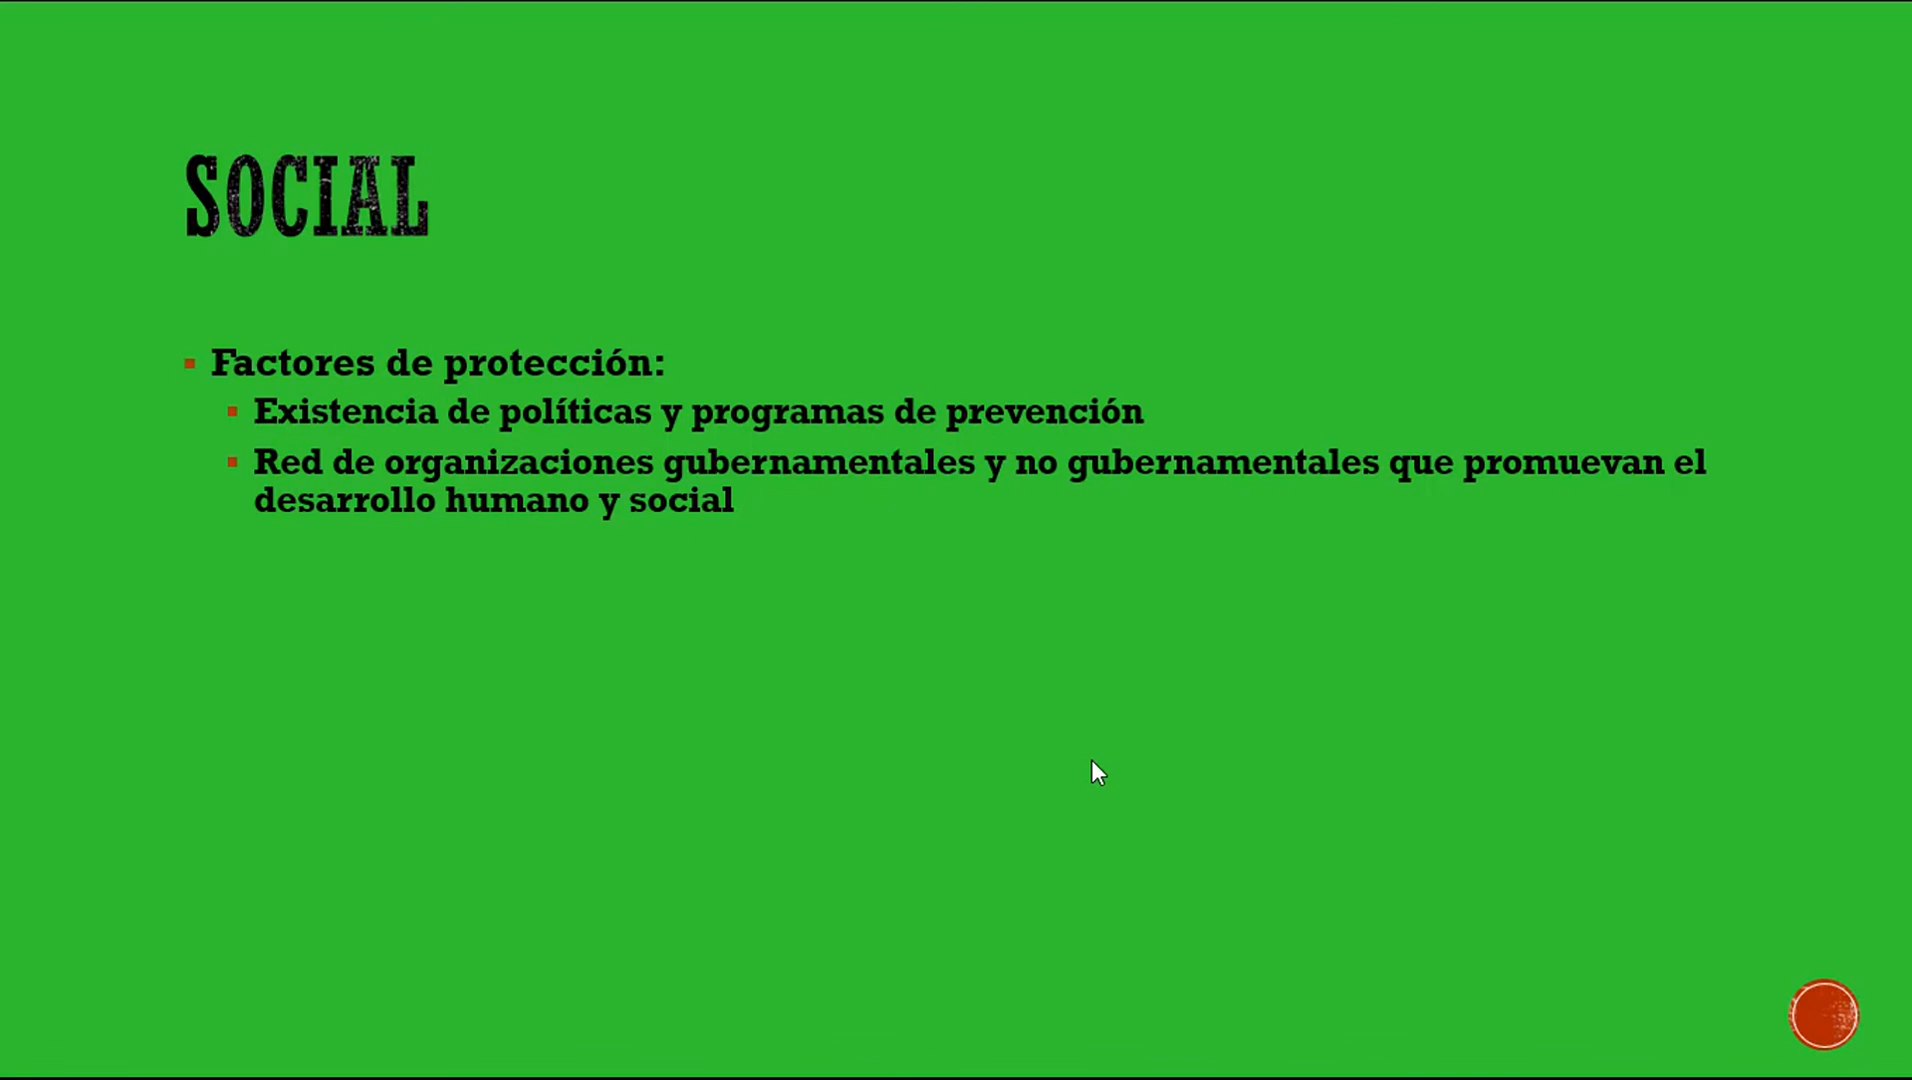 SOCIAL
Factores de protección:
Existencia de políticas y programas de prevención
Red de organizaciones gubernamentales y no gubernamentales que promuevan el
desarrollo humano y social